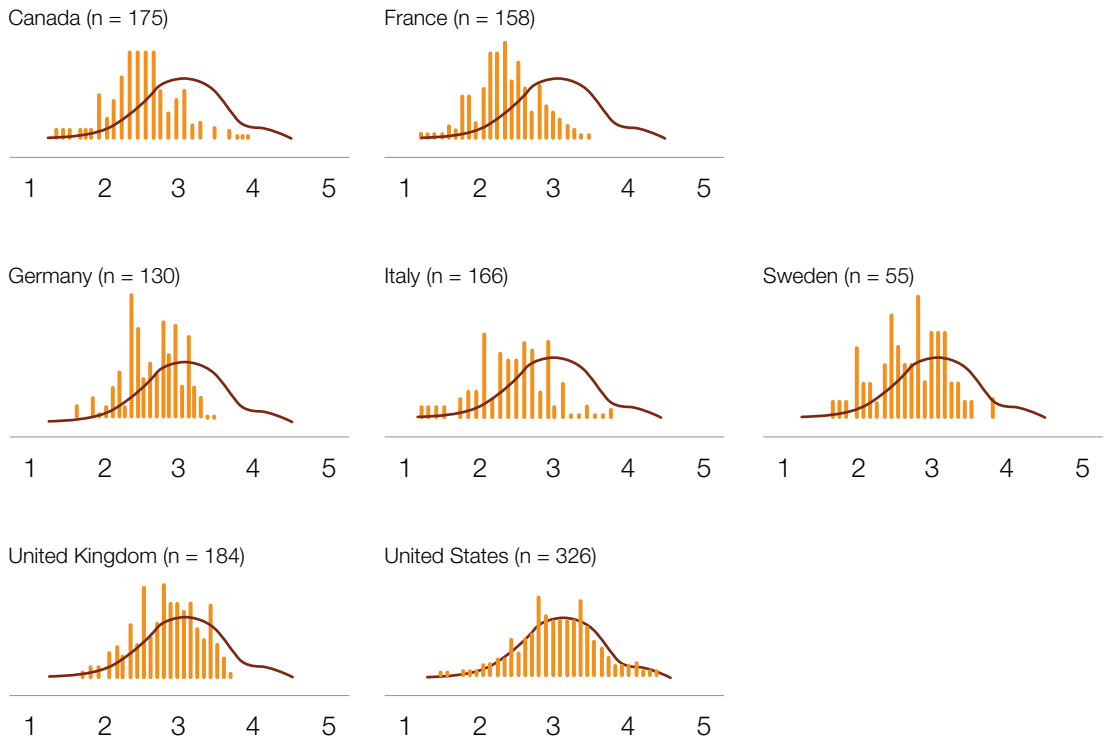 Canada (n = 175)
France (n = 158)
1 2 3 4 5
1 2 3 4 5
Germany (n = 130)
Italy (n = 166)
Sweden (n = 55)
1 2 3 4 5
1 2 3 4 5
1 2 3 4 5
United Kingdom (n = 184)
United States (n = 326)
1 2 3 4 5
1 2 3 4 5